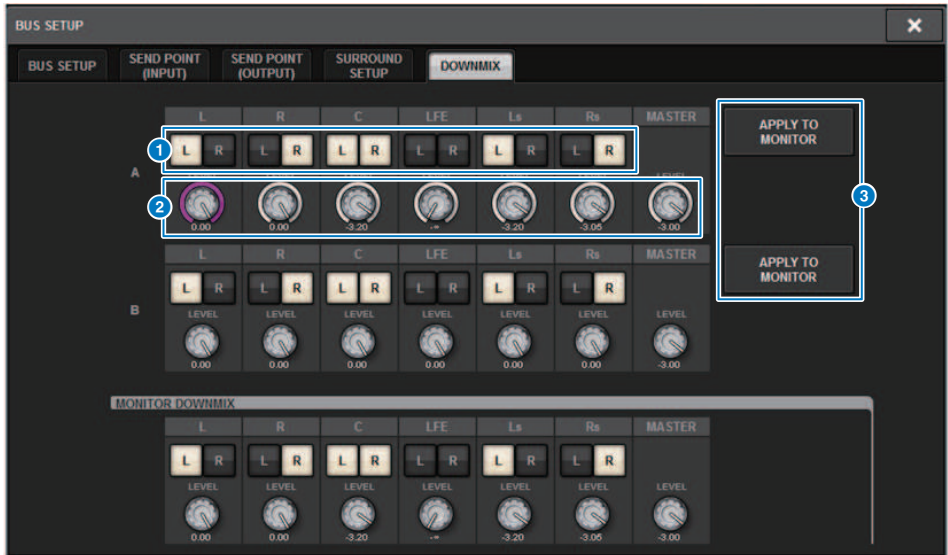 BUS SETUP
BUS SETUP SEND POINT (INPUT) SEND POINT (OUTPUT) SURROUND SETUP DOWNMIX
L R C LFE Ls Rs MASTER
1 L R L R L R L R L R L R
A
LEVEL
2 0.00 0.00 -3.20 -∞ -3.20 -3.05 -3.00
APPLY TO MONITOR
3
APPLY TO MONITOR
L R C LFE Ls Rs MASTER
L R L R L R L R L R L R
B
LEVEL LEVEL LEVEL LEVEL LEVEL LEVEL LEVEL
0.00 0.00 0.00 0.00 0.00 0.00 -3.00
MONITOR DOWNMIX
L R C LFE Ls Rs MASTER
L R L R L R L R L R L R
LEVEL LEVEL LEVEL LEVEL LEVEL LEVEL LEVEL
0.00 0.00 -3.20 -∞ -3.20 -3.05 -3.00